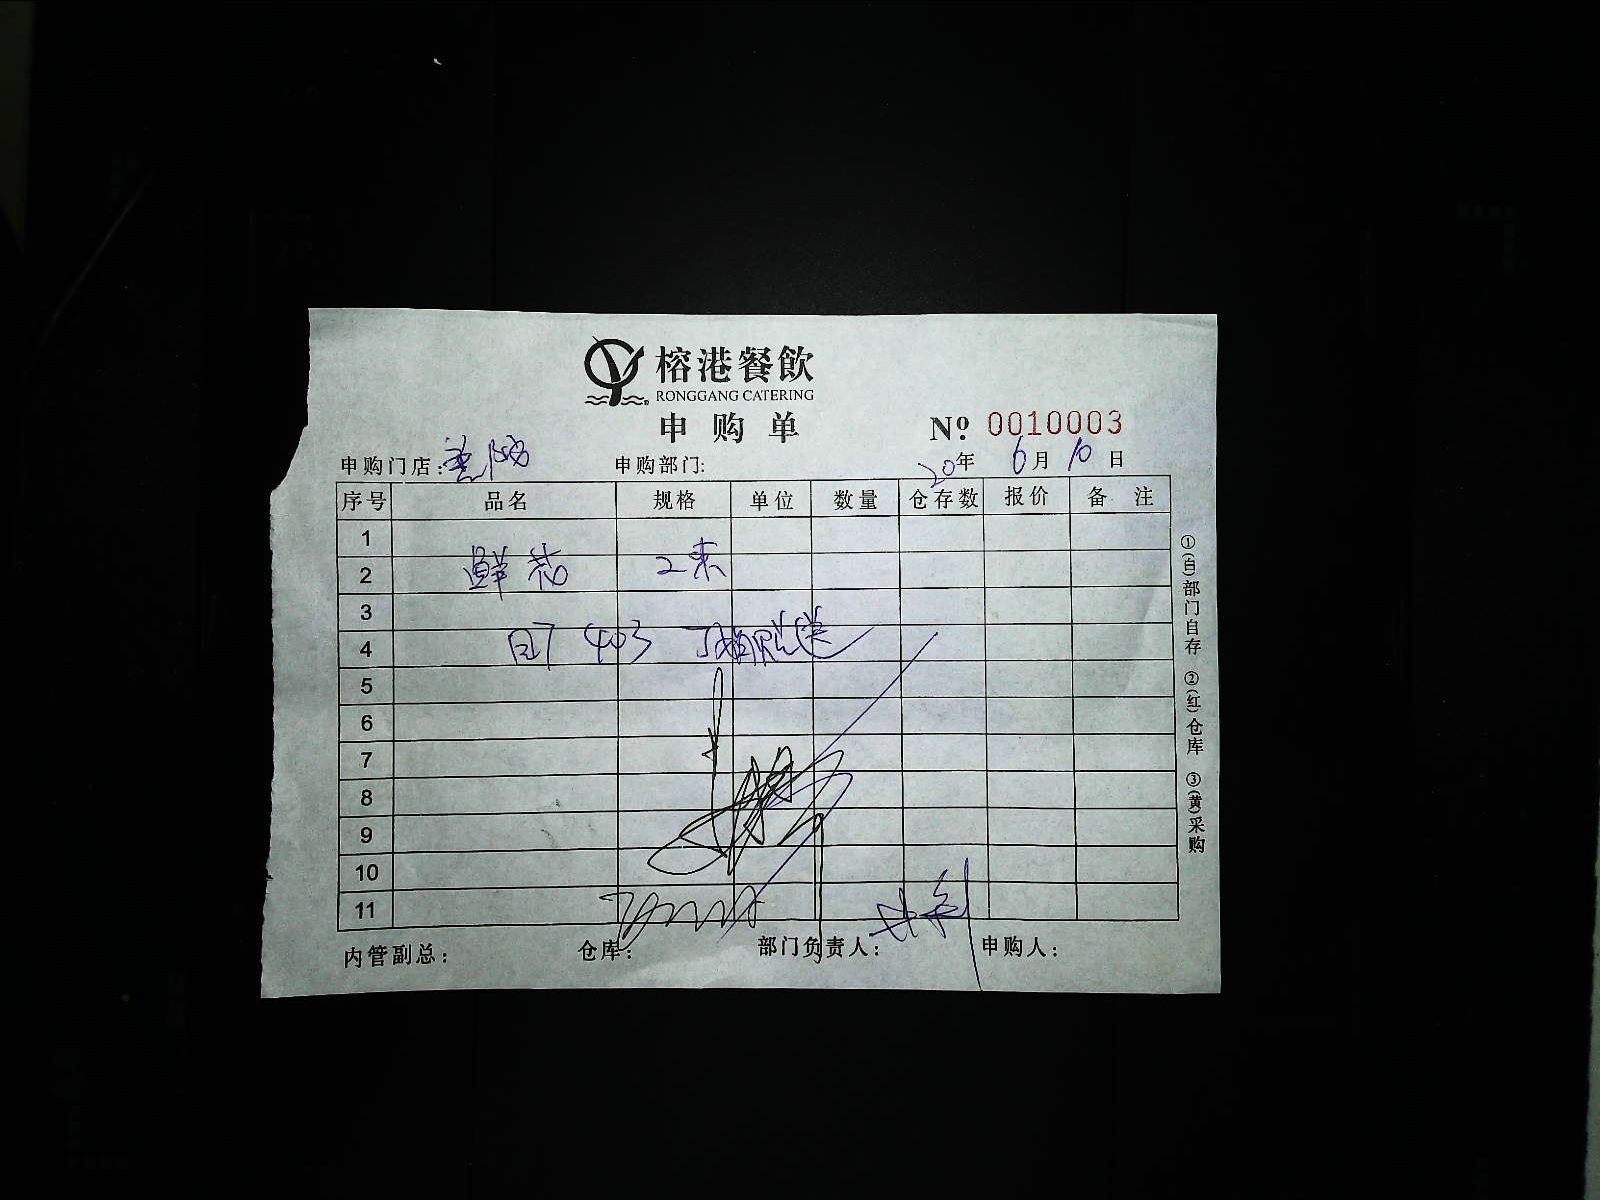 榕港餐飲
RONGGANG CATERING
申购单
Nº 0010003
申购门店: 申购部门: 20年 6月 10日
序号 品名 规格 单位 数量 仓存数 报价 备注
1
2 鲜花 2束
3
4 403 赠送
5
6
7
8
9
10
11
内管副总: 仓库: 部门负责人: 申购人:
①(白)部门自存 ②(红)仓库 ③(黄)采购